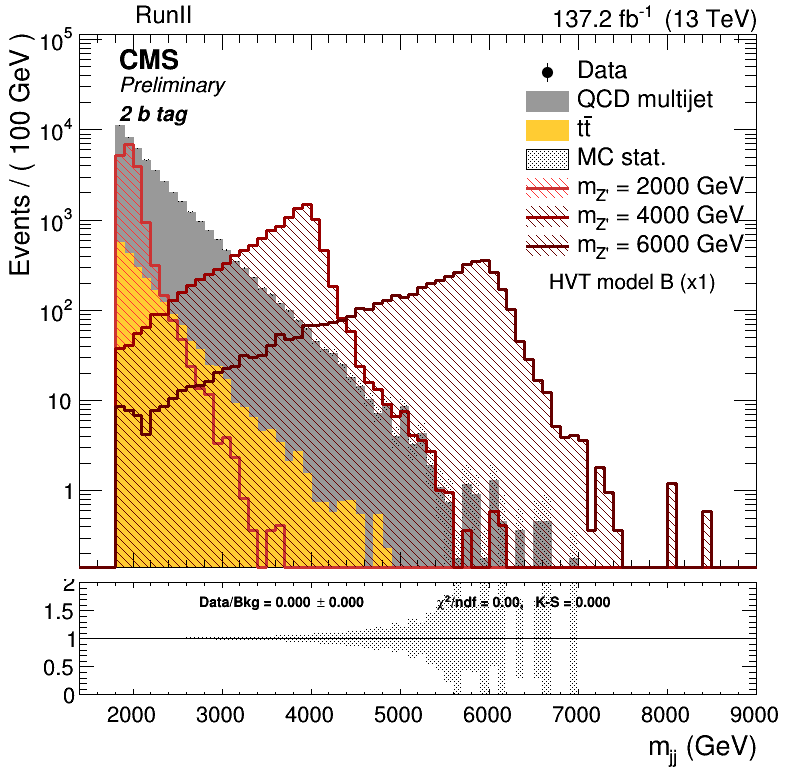 RunII 137.2 fb⁻¹ (13 TeV)
CMS
Preliminary
2 b tag
Data
QCD multijet
tt̄
MC stat.
m_Z' = 2000 GeV
m_Z' = 4000 GeV
m_Z' = 6000 GeV
HVT model B (x1)
Events / ( 100 GeV )
10⁵
10⁴
10³
10²
10
1
Data/Bkg = 0.000 ± 0.000 χ²/ndf = 0.00, K-S = 0.000
2
1.5
1
0.5
0
2000 3000 4000 5000 6000 7000 8000 9000
m_jj (GeV)